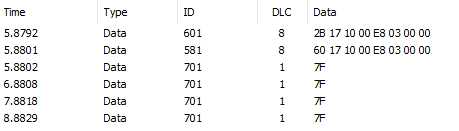 Time Type ID DLC Data
5.8792 Data 601 8 2B 17 10 00 E8 03 00 00
5.8801 Data 581 8 60 17 10 00 E8 03 00 00
5.8802 Data 701 1 7F
6.8808 Data 701 1 7F
7.8818 Data 701 1 7F
8.8829 Data 701 1 7F